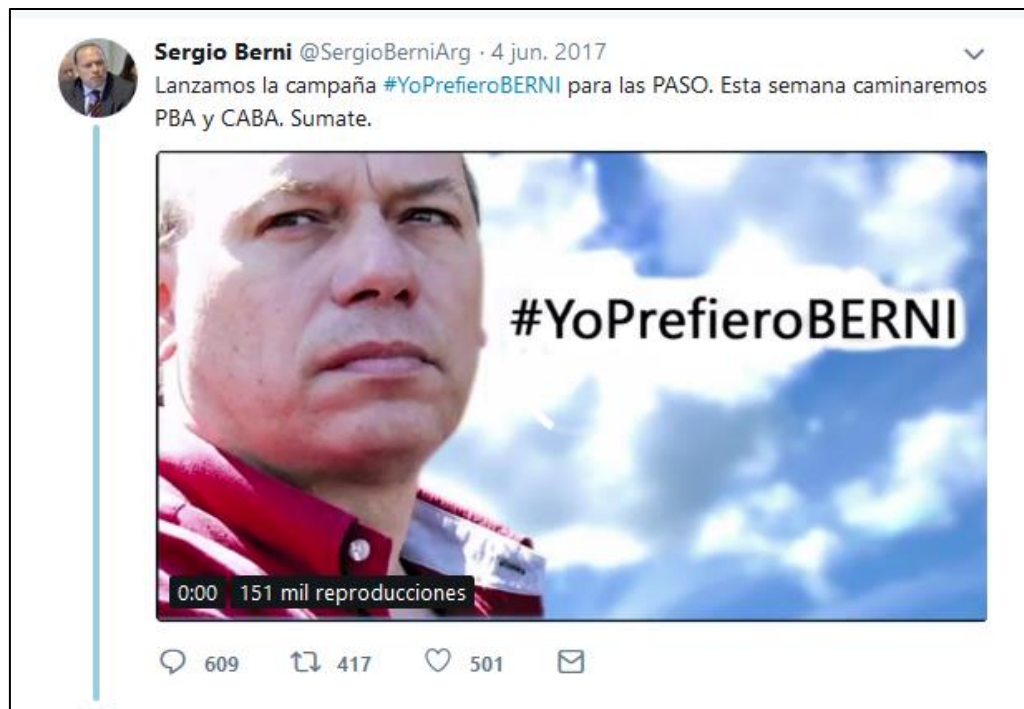 Sergio Berni @SergioBerniArg · 4 jun. 2017
Lanzamos la campaña #YoPrefieroBERNI para las PASO. Esta semana caminaremos
PBA y CABA. Sumate.
#YoPrefieroBERNI
0:00 151 mil reproducciones
609 417 501